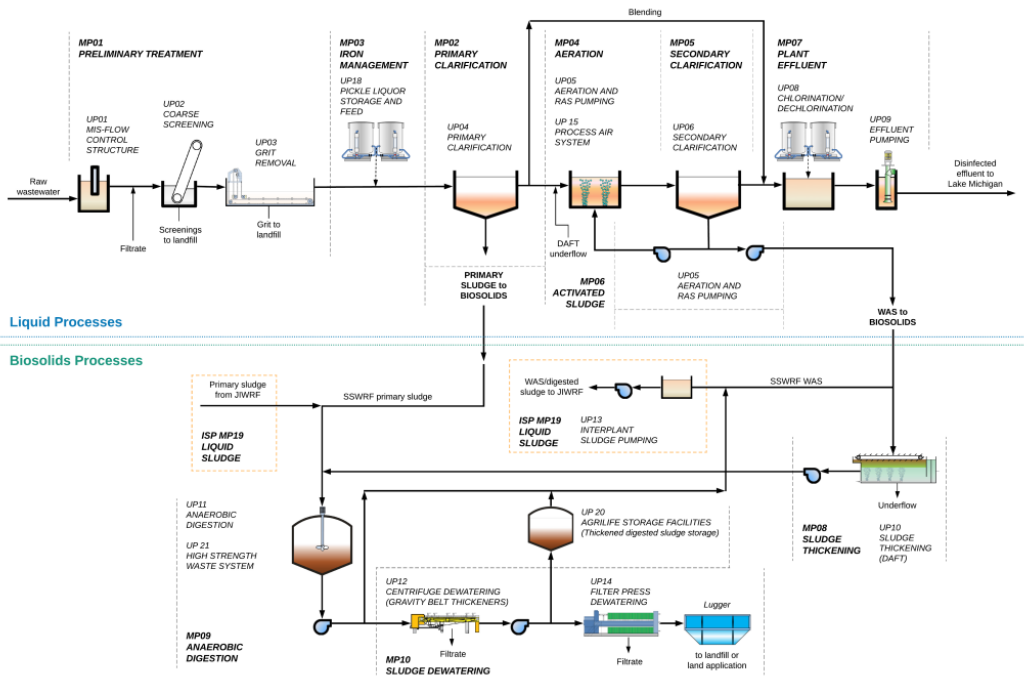 Blending
MP01
PRELIMINARY TREATMENT
MP03
IRON
MANAGEMENT
MP02
PRIMARY
CLARIFICATION
MP04
AERATION
MP05
SECONDARY
CLARIFICATION
MP07
PLANT
EFFLUENT
UP18
PICKLE LIQUOR
STORAGE AND
FEED
UP05
AERATION AND
RAS PUMPING
UP08
CHLORINATION/
DECHLORINATION
UP02
COARSE
SCREENING
UP01
MIS-FLOW
CONTROL
STRUCTURE
UP03
GRIT
REMOVAL
UP04
PRIMARY
CLARIFICATION
UP 15
PROCESS AIR
SYSTEM
UP06
SECONDARY
CLARIFICATION
UP09
EFFLUENT
PUMPING
Raw
wastewater
Disinfected
effluent to
Lake Michigan
Filtrate
Screenings
to landfill
Grit to
landfill
DAFT
underflow
PRIMARY
SLUDGE to
BIOSOLIDS
MP06
ACTIVATED
SLUDGE
UP05
AERATION AND
RAS PUMPING
WAS to
BIOSOLIDS
Liquid Processes
Biosolids Processes
Primary sludge
from JIWRF
SSWRF primary sludge
WAS/digested
sludge to JIWRF
SSWRF WAS
ISP MP19
LIQUID
SLUDGE
ISP MP19
LIQUID
SLUDGE
UP13
INTERPLANT
SLUDGE PUMPING
Underflow
MP08
SLUDGE
THICKENING
UP10
SLUDGE
THICKENING
(DAFT)
UP11
ANAEROBIC
DIGESTION
UP 21
HIGH STRENGTH
WASTE SYSTEM
UP 20
AGRILIFE STORAGE FACILITIES
(Thickened digested sludge storage)
UP12
CENTRIFUGE DEWATERING
(GRAVITY BELT THICKENERS)
UP14
FILTER PRESS
DEWATERING
Lugger
MP09
ANAEROBIC
DIGESTION
Filtrate
MP10
SLUDGE DEWATERING
Filtrate
to landfill or
land application